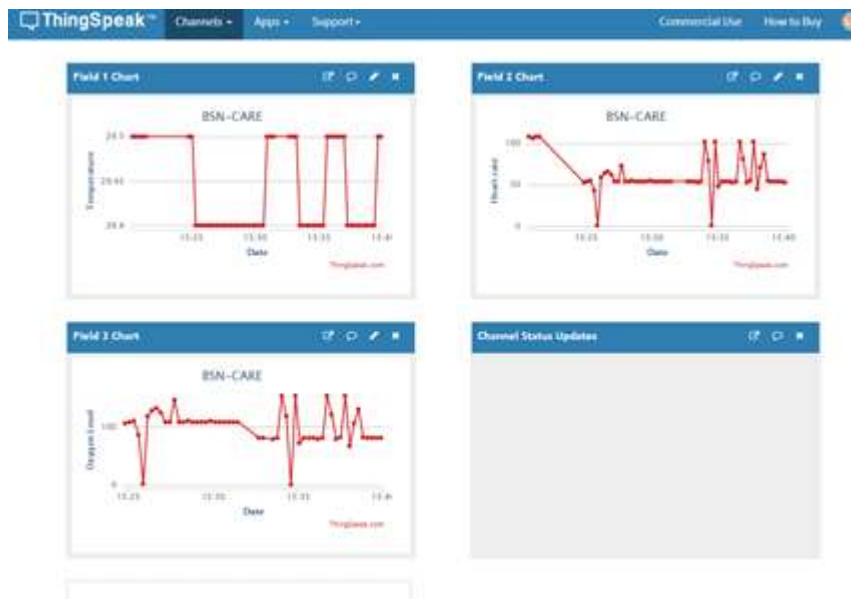 ThingSpeak™ Channels Apps Support Commercial Use How to Buy
Field 1 Chart
BSN-CARE
Temperature
15:25 15:30 15:35
Date
ThingSpeak.com
Field 2 Chart
BSN-CARE
Heart rate
100
50
0
15:25 15:30 15:35 15:40
Date
ThingSpeak.com
Field 3 Chart
BSN-CARE
Oxygen Level
100
0
15:25 15:30 15:35
Date
ThingSpeak.com
Channel Status Updates